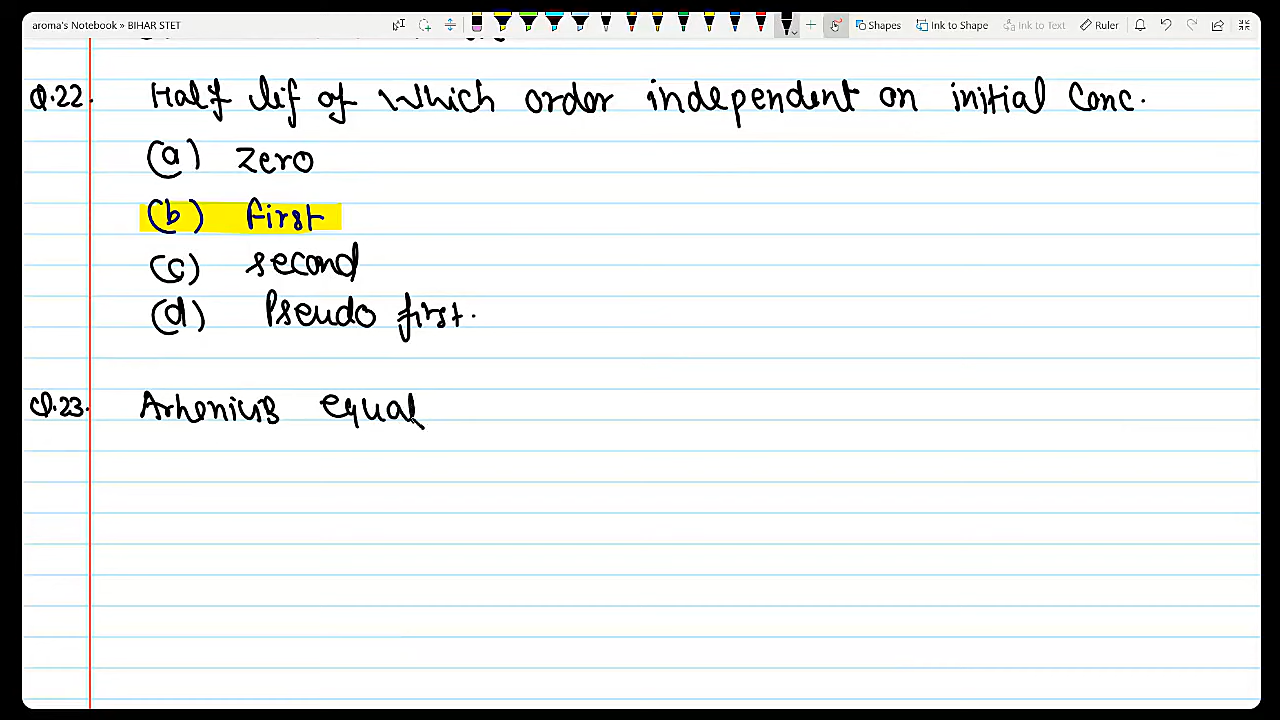 aroma's Notebook » BIHAR STET
Shapes Ink to Shape Ink to Text Ruler
Q.22. Half lif of which order independent on initial Conc.
(a) zero
(b) first
(c) second
(d) Pseudo first.
Q.23. Arhenius equal